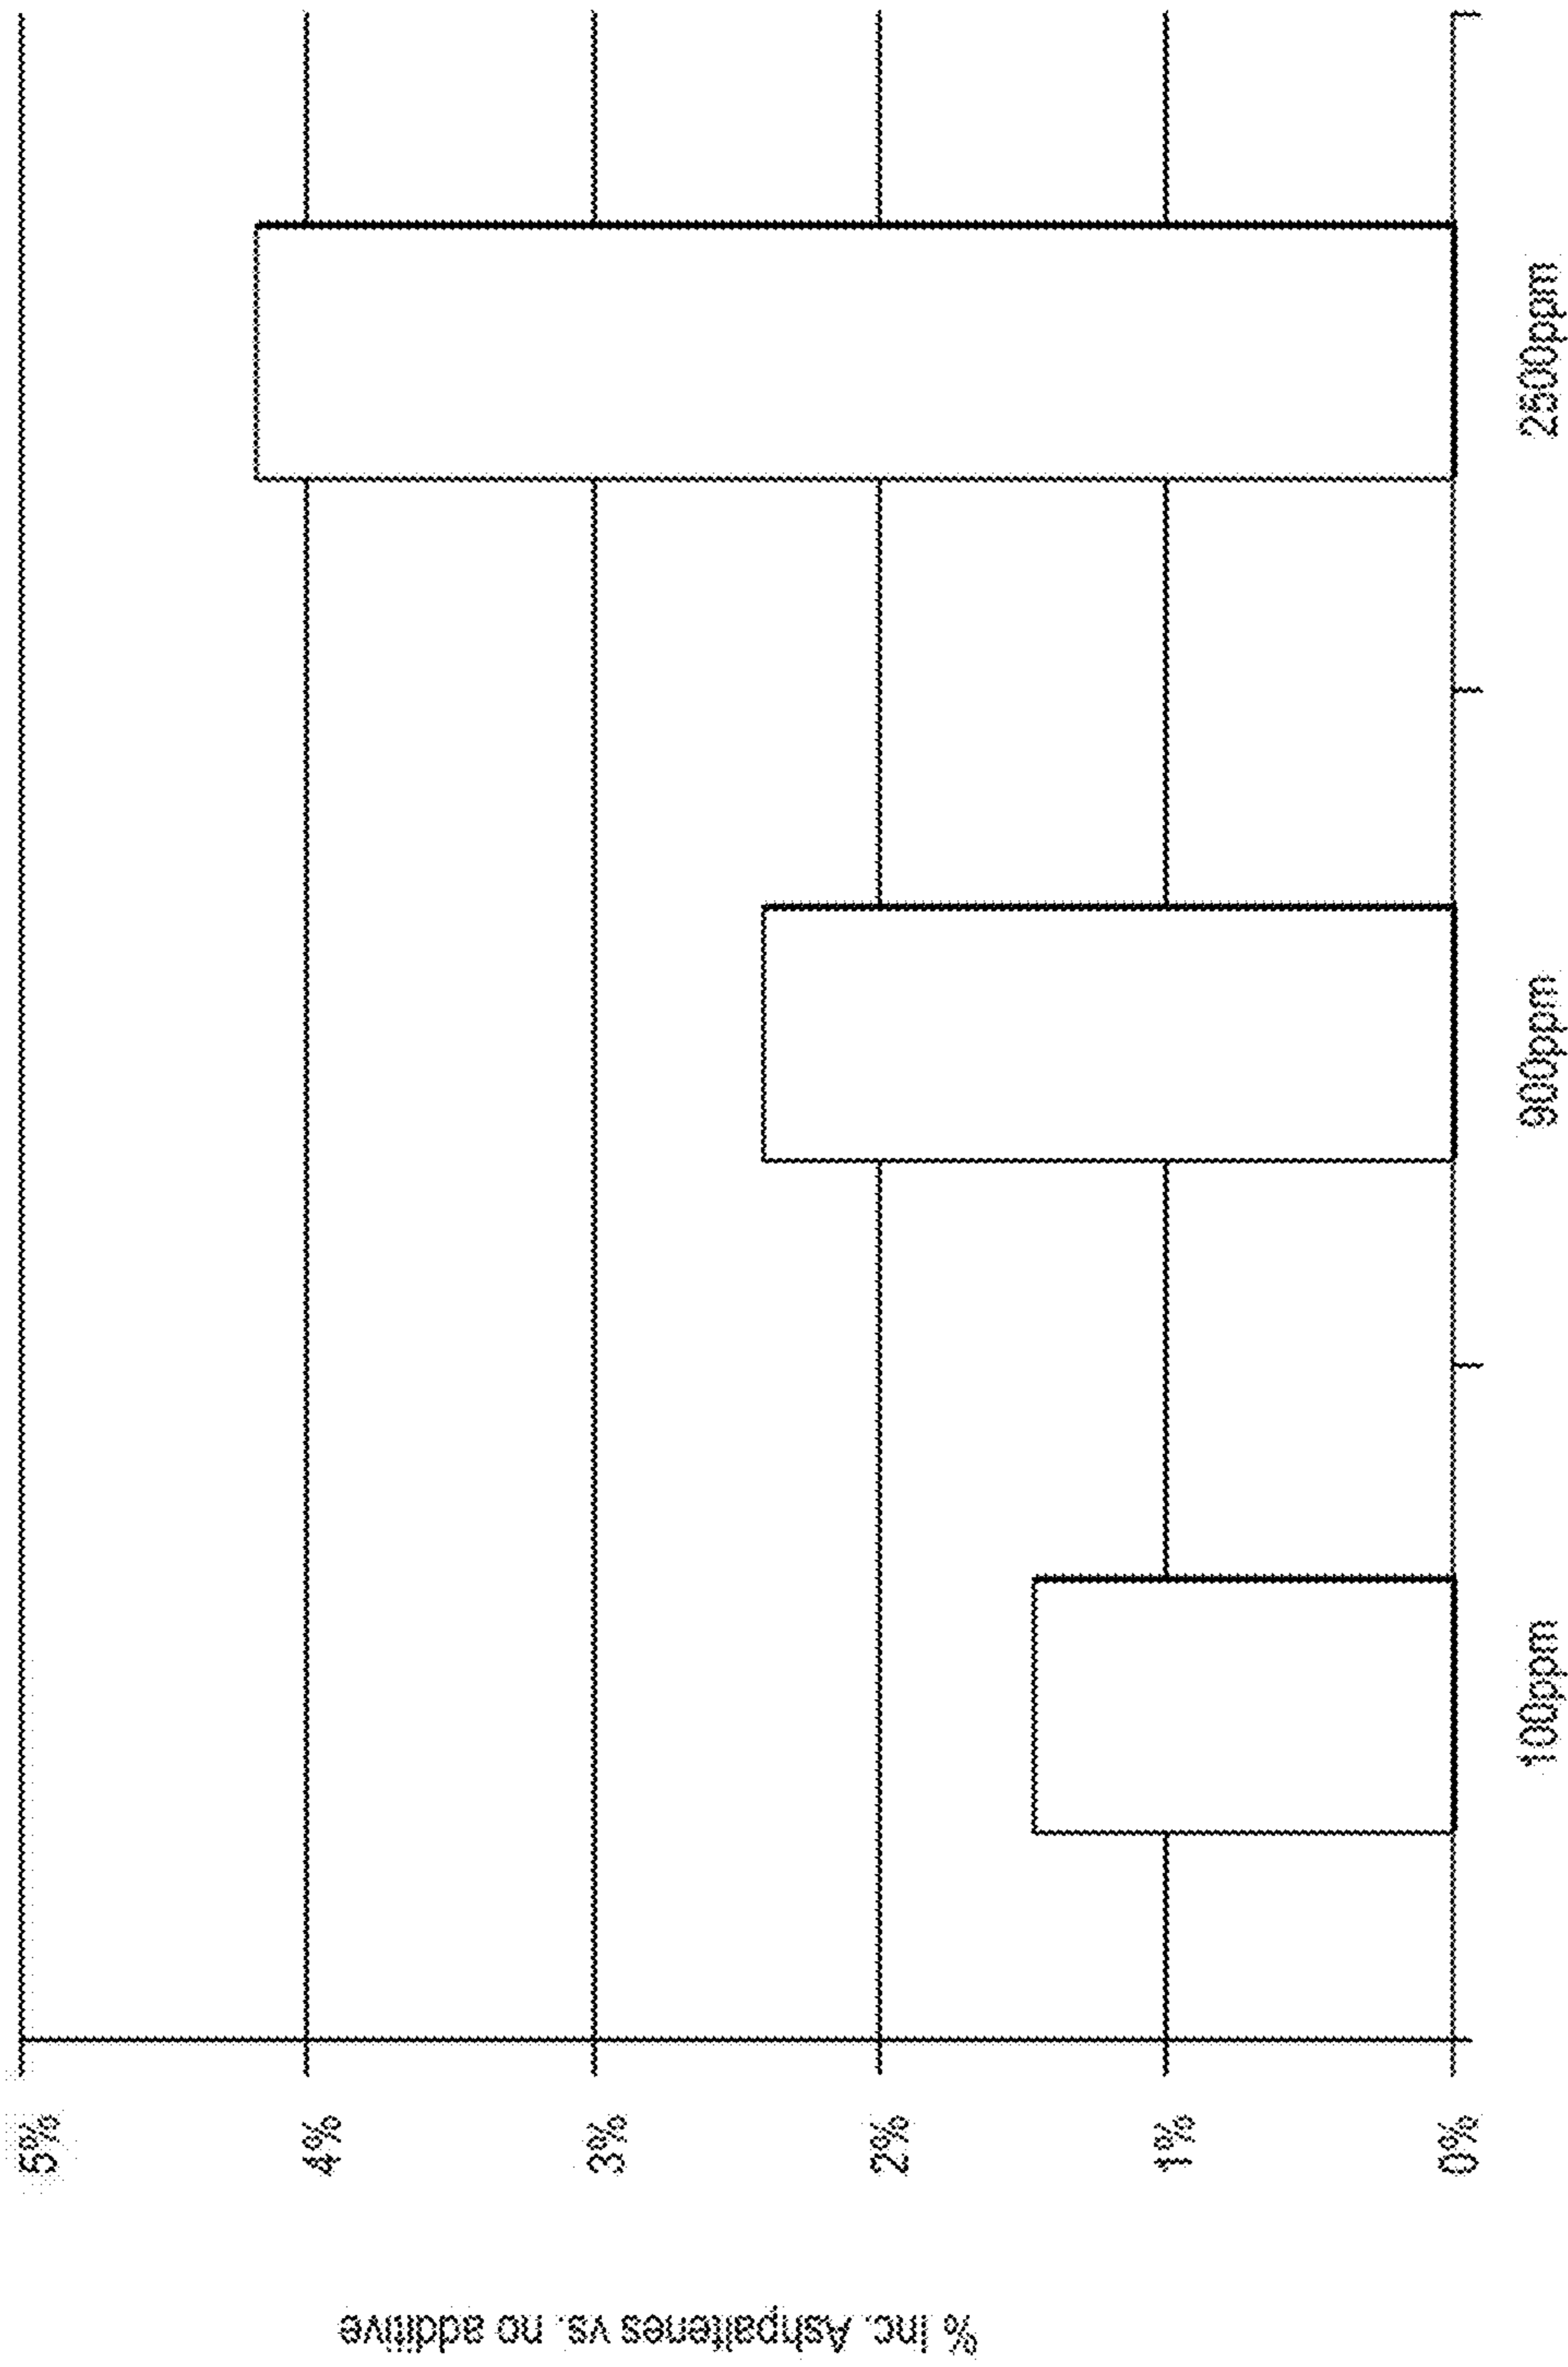 % Inc. Ashpaltenes vs. no additive
5%
4%
3%
2%
1%
0%
100ppm
900ppm
2500ppm